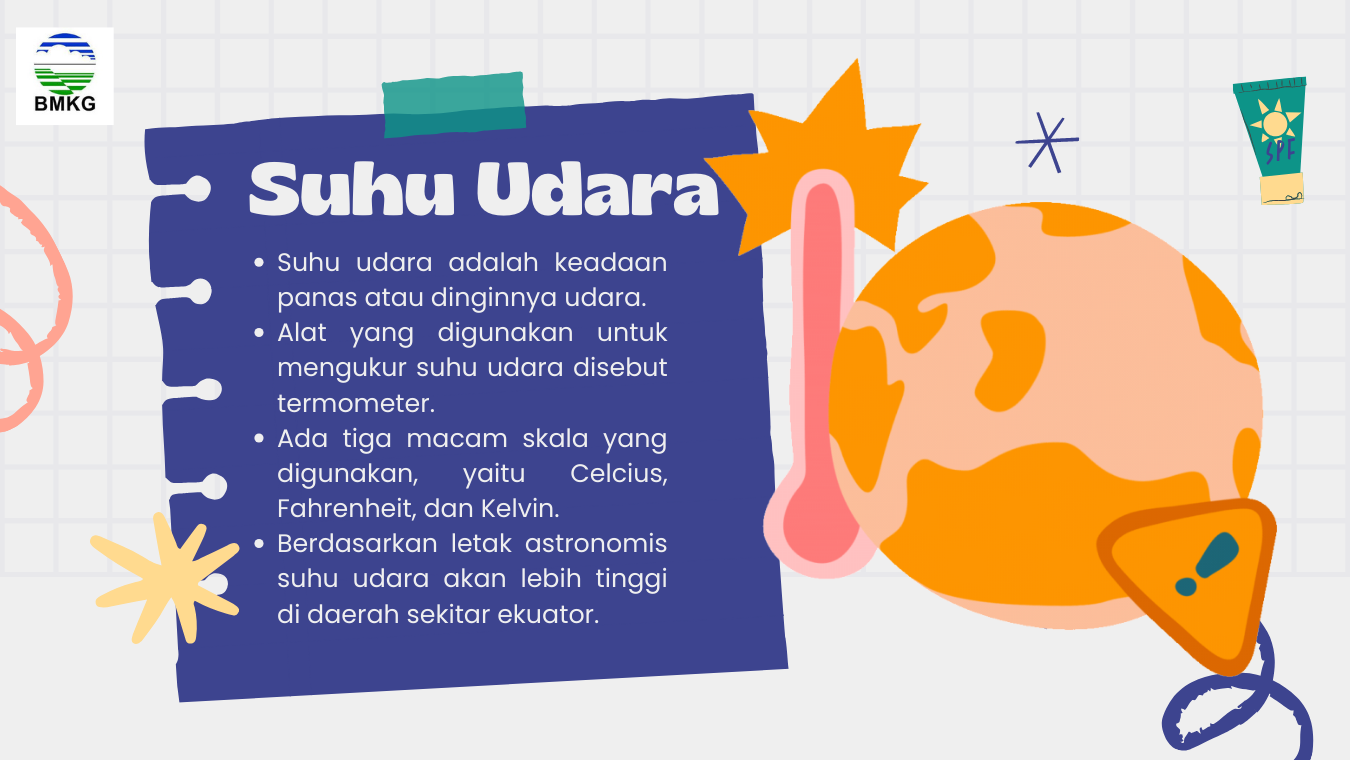 BMKG
Suhu Udara
SPF
• Suhu udara adalah keadaan
panas atau dinginnya udara.
• Alat yang digunakan untuk
mengukur suhu udara disebut
termometer.
• Ada tiga macam skala yang
digunakan, yaitu Celcius,
Fahrenheit, dan Kelvin.
• Berdasarkan letak astronomis
suhu udara akan lebih tinggi
di daerah sekitar ekuator.